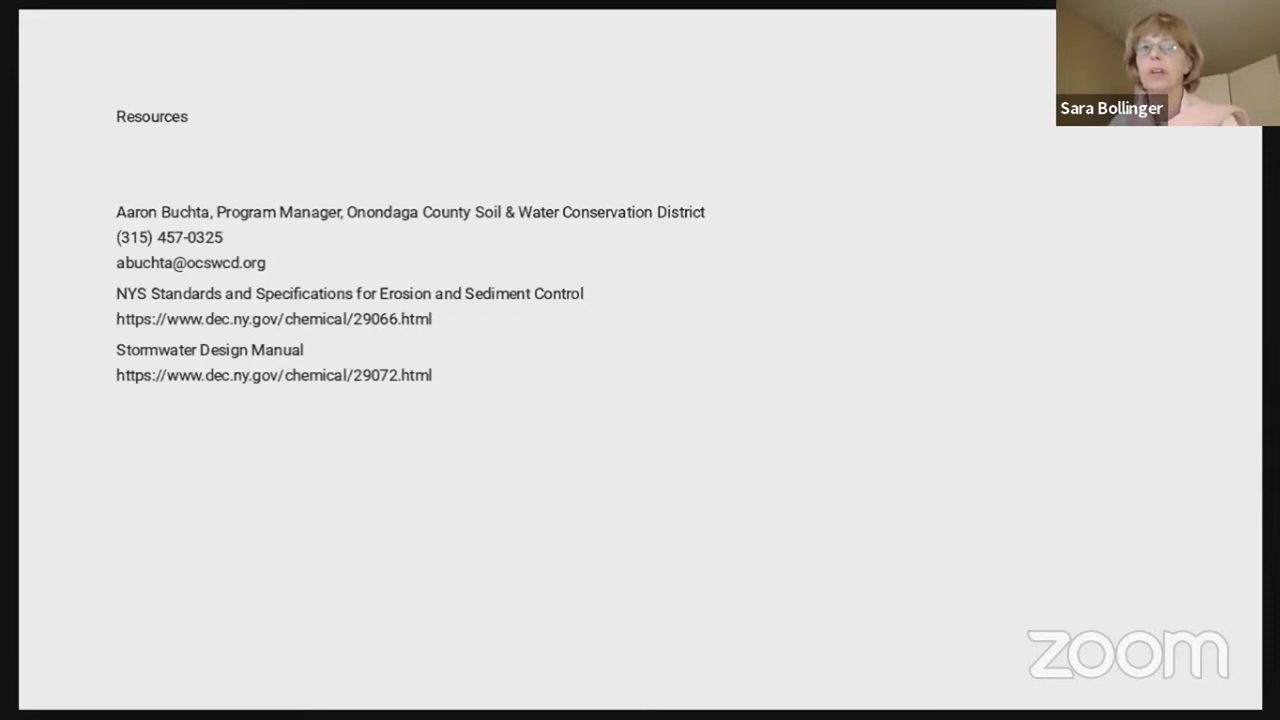 Resources
Aaron Buchta, Program Manager, Onondaga County Soil & Water Conservation District
(315) 457-0325
abuchta@ocswcd.org
NYS Standards and Specifications for Erosion and Sediment Control
https://www.dec.ny.gov/chemical/29066.html
Stormwater Design Manual
https://www.dec.ny.gov/chemical/29072.html
Sara Bollinger
zoom